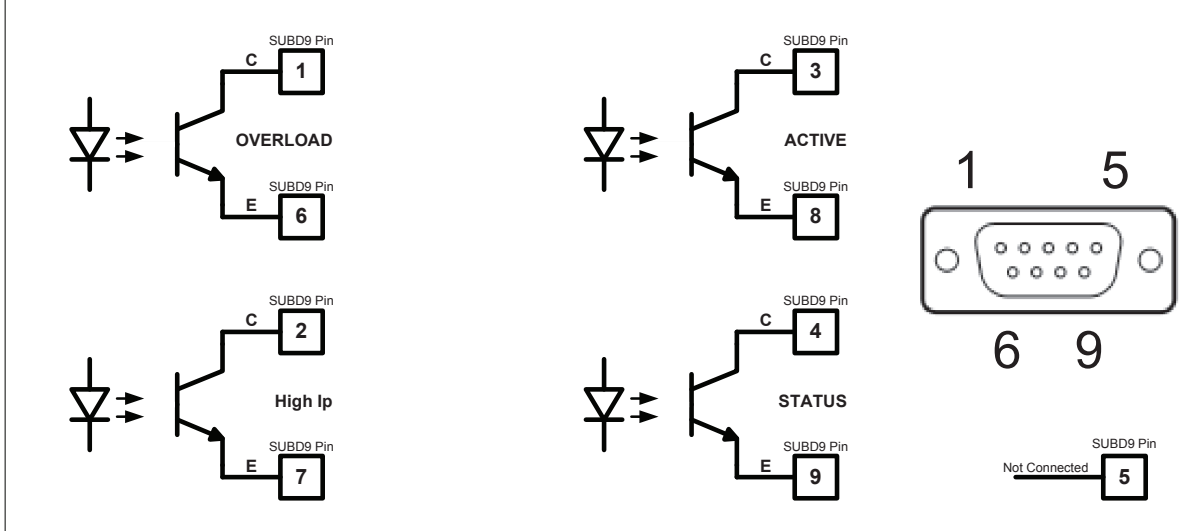 SUBD9 Pin
C
1
OVERLOAD
SUBD9 Pin
E
6
SUBD9 Pin
C
3
ACTIVE
SUBD9 Pin
E
8
1 5
6 9
SUBD9 Pin
C
2
High Ip
SUBD9 Pin
E
7
SUBD9 Pin
C
4
STATUS
SUBD9 Pin
E
9
SUBD9 Pin
Not Connected
5